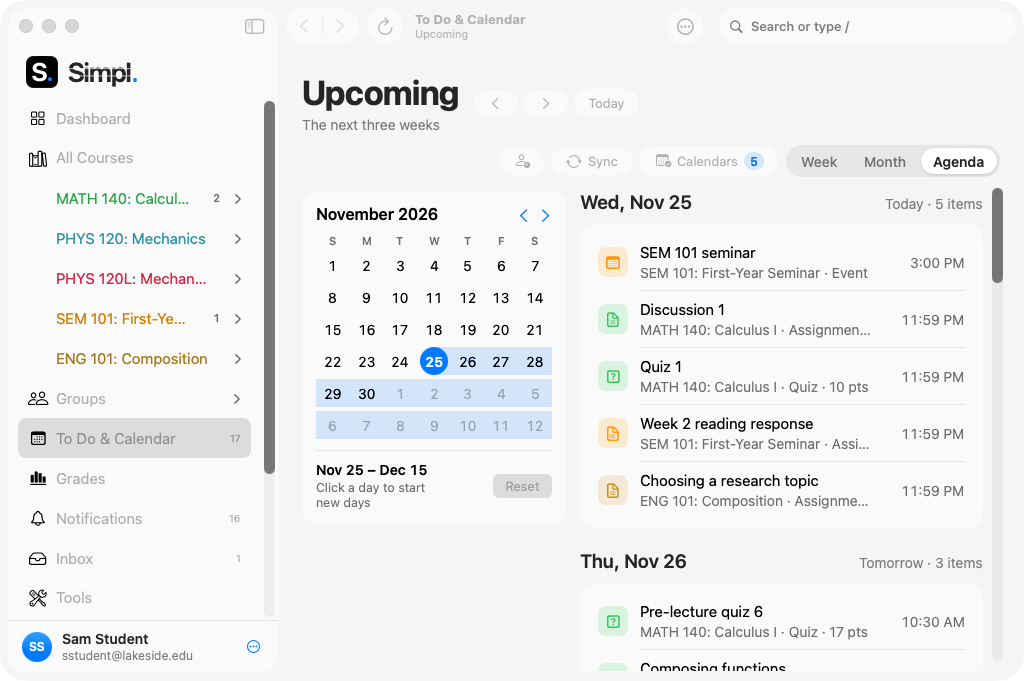 To Do & Calendar
Upcoming
Search or type /
S. Simpl.
Dashboard
All Courses
MATH 140: Calcul... 2
PHYS 120: Mechanics
PHYS 120L: Mechan...
SEM 101: First-Ye... 1
ENG 101: Composition
Groups
To Do & Calendar 17
Grades
Notifications 16
Inbox 1
Tools
SS
Sam Student
sstudent@lakeside.edu
Upcoming
Today
The next three weeks
Sync
Calendars 5
Week Month Agenda
November 2026
S M T W T F S
1 2 3 4 5 6 7
8 9 10 11 12 13 14
15 16 17 18 19 20 21
22 23 24 25 26 27 28
29 30 1 2 3 4 5
6 7 8 9 10 11 12
Nov 25 – Dec 15
Click a day to start
new days
Reset
Wed, Nov 25
Today · 5 items
SEM 101 seminar
SEM 101: First-Year Seminar · Event
3:00 PM
Discussion 1
MATH 140: Calculus I · Assignmen...
11:59 PM
Quiz 1
MATH 140: Calculus I · Quiz · 10 pts
11:59 PM
Week 2 reading response
SEM 101: First-Year Seminar · Assi...
11:59 PM
Choosing a research topic
ENG 101: Composition · Assignme...
11:59 PM
Thu, Nov 26
Tomorrow · 3 items
Pre-lecture quiz 6
MATH 140: Calculus I · Quiz · 17 pts
10:30 AM
Composing functions